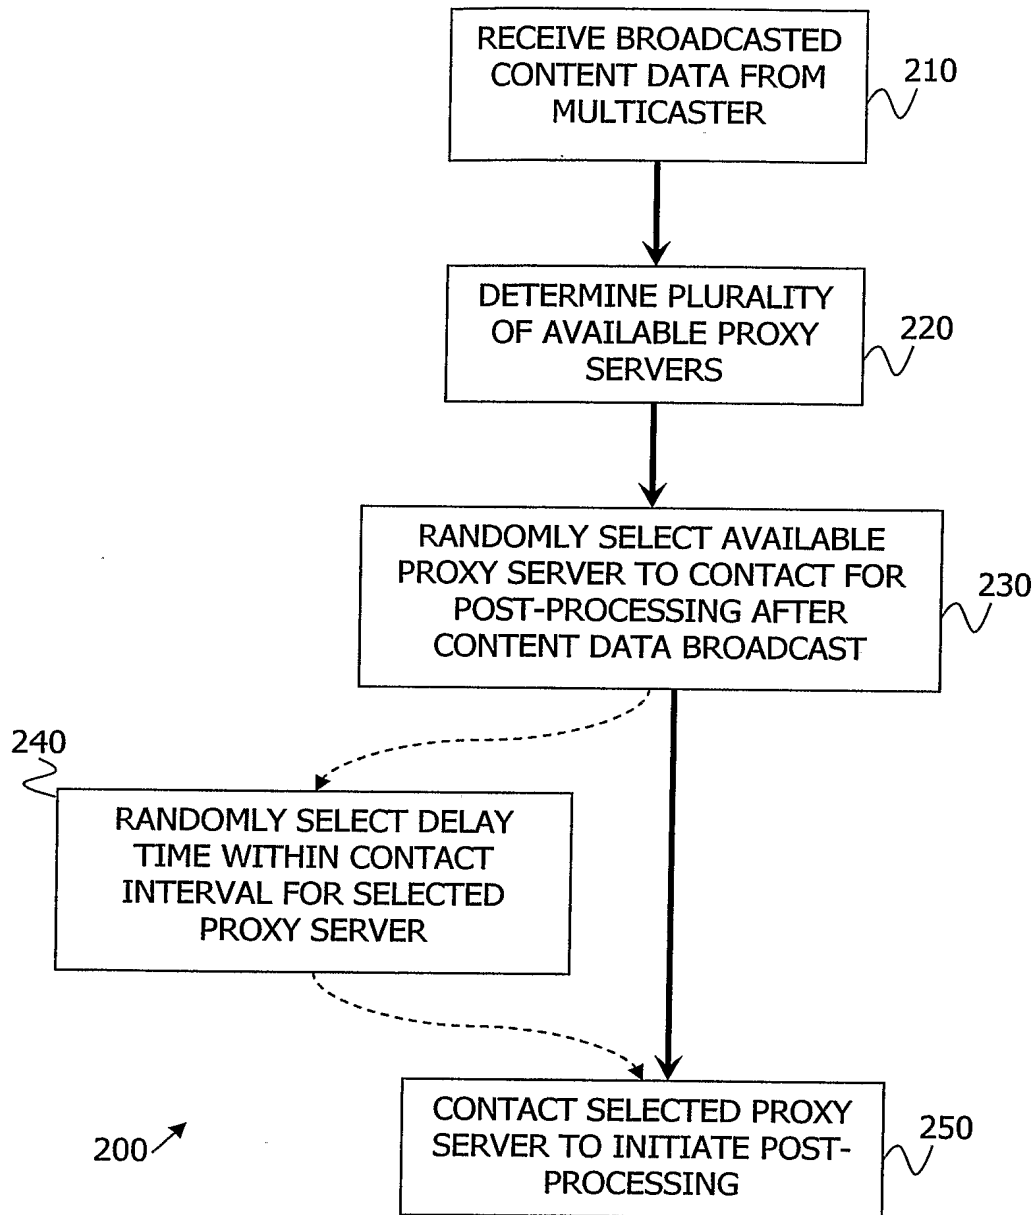 RECEIVE BROADCASTED
CONTENT DATA FROM
MULTICASTER
210
DETERMINE PLURALITY
OF AVAILABLE PROXY
SERVERS
220
RANDOMLY SELECT AVAILABLE
PROXY SERVER TO CONTACT FOR
POST-PROCESSING AFTER
CONTENT DATA BROADCAST
230
240
RANDOMLY SELECT DELAY
TIME WITHIN CONTACT
INTERVAL FOR SELECTED
PROXY SERVER
CONTACT SELECTED PROXY
SERVER TO INITIATE POST-
PROCESSING
250
200